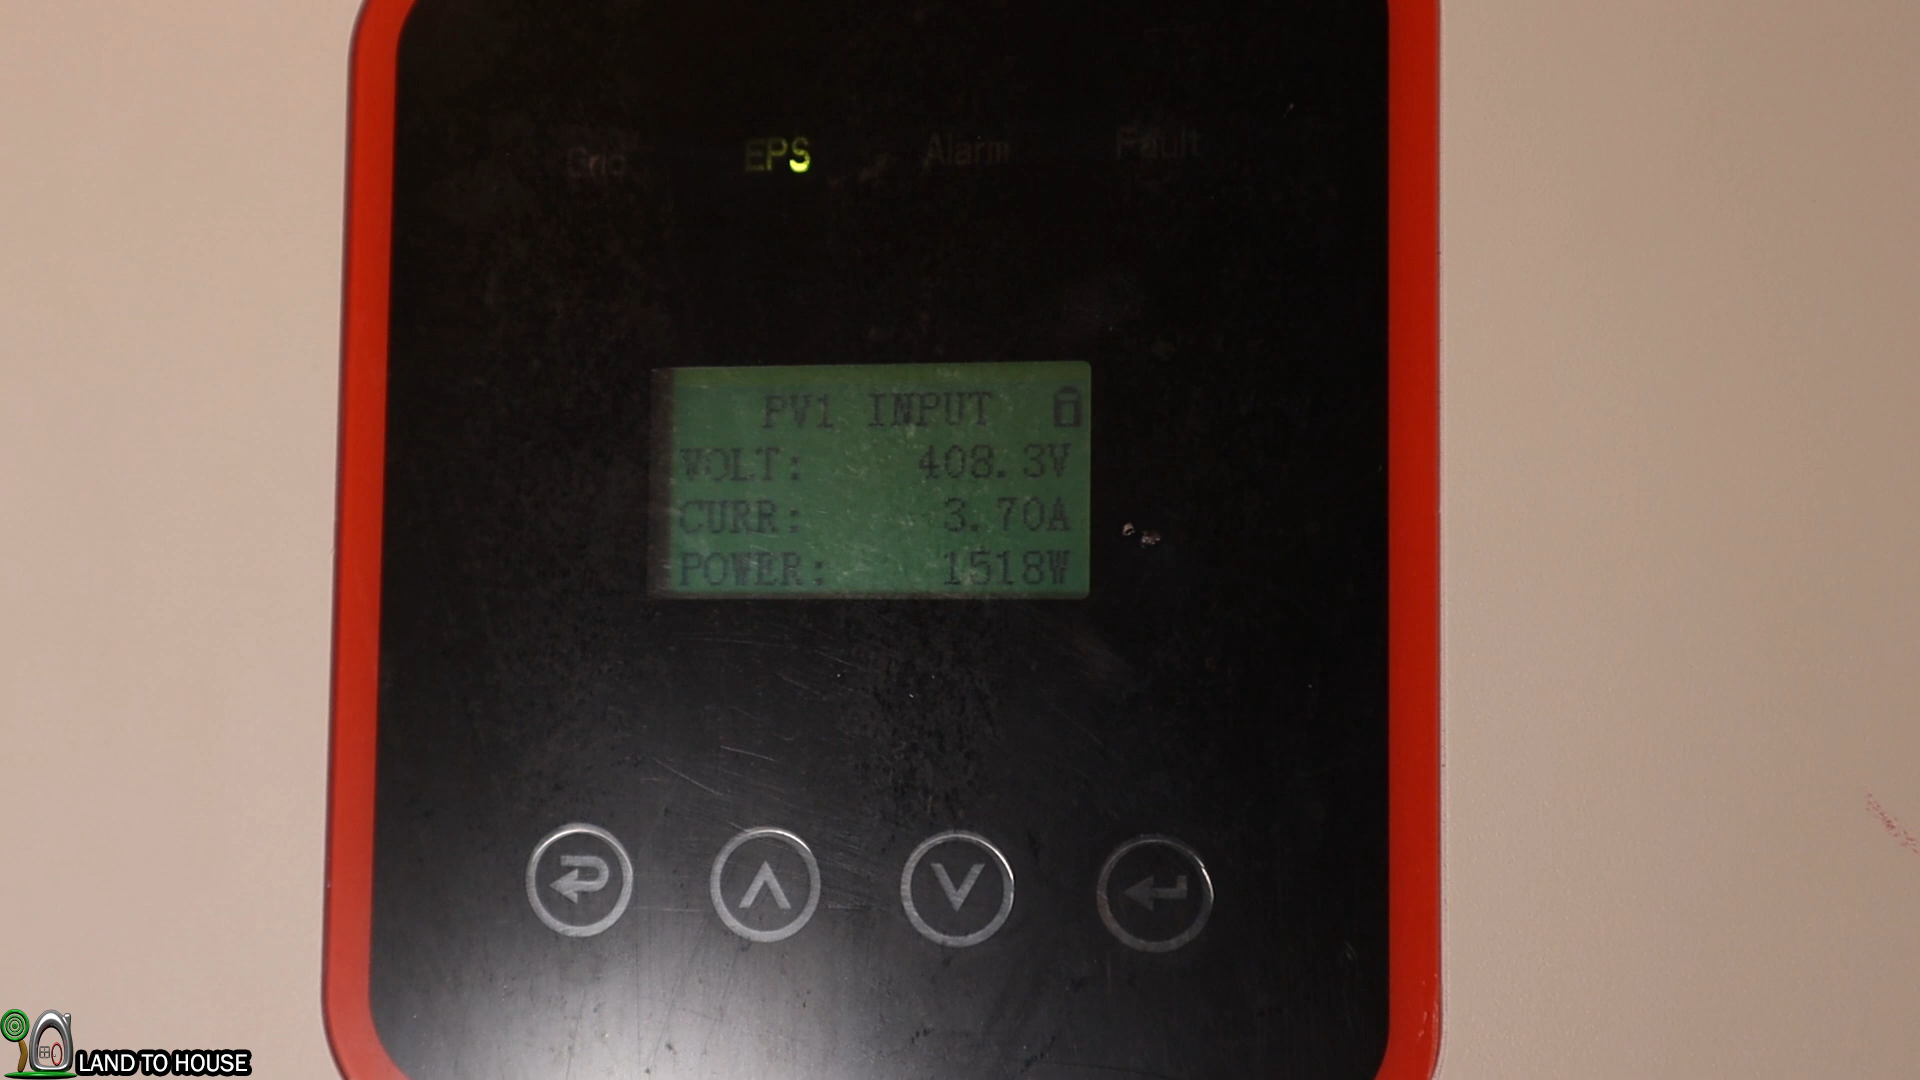 Grid EPS Alarm Fault
PV1 INPUT
VOLT: 408.3V
CURR: 3.70A
POWER: 1518W
LAND TO HOUSE